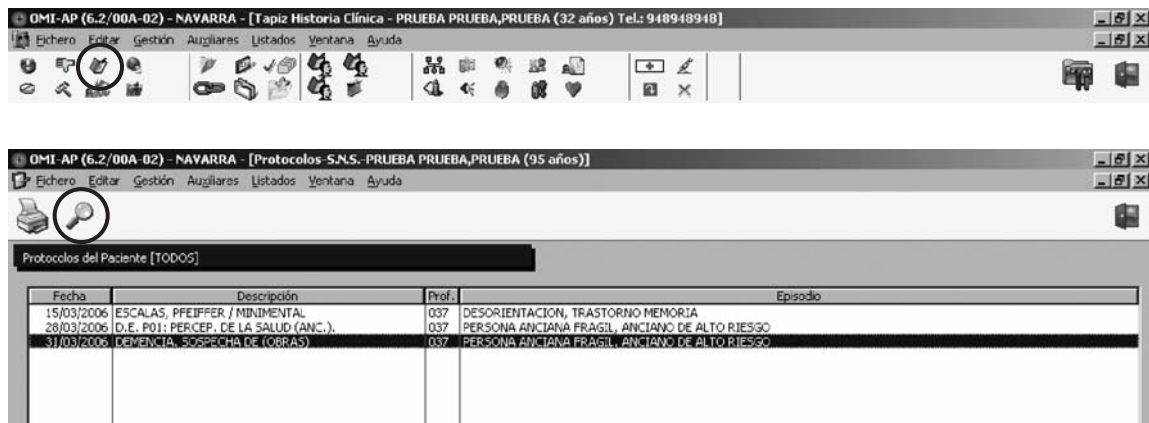 OMI-AP (6.2/00A-02) - NAVARRA - [Tapiz Historia Clínica - PRUEBA PRUEBA,PRUEBA (32 años) Tel.: 948948948]
Fichero Editar Gestión Auxiliares Listados Ventana Ayuda
OMI-AP (6.2/00A-02) - NAVARRA - [Protocolos-S.N.S.-PRUEBA PRUEBA,PRUEBA (95 años)]
Fichero Editar Gestión Auxiliares Listados Ventana Ayuda
Protocolos del Paciente [TODOS]
Fecha Descripción Prof. Episodio
15/03/2006 ESCALAS, PFEIFFER / MINIMENTAL 037 DESORIENTACION, TRASTORNO MEMORIA
28/03/2006 D.E. P01: PERCEP. DE LA SALUD (ANC.). 037 PERSONA ANCIANA FRAGIL, ANCIANO DE ALTO RIESGO
31/03/2006 DEMENCIA, SOSPECHA DE (OBRAS) 037 PERSONA ANCIANA FRAGIL, ANCIANO DE ALTO RIESGO